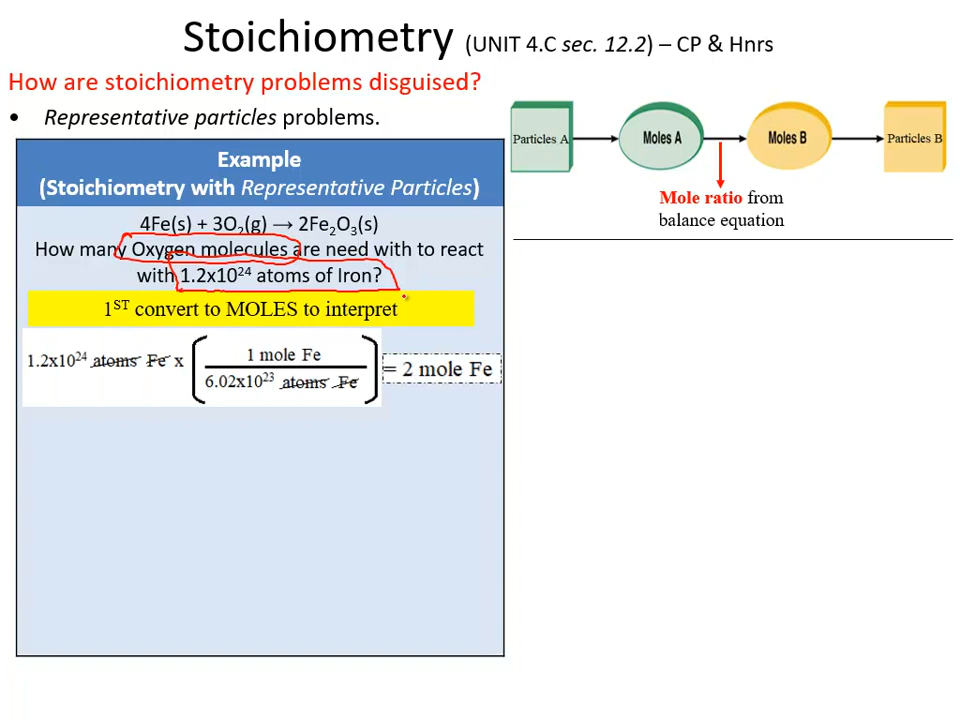 Stoichiometry (UNIT 4.C sec. 12.2) – CP & Hnrs
How are stoichiometry problems disguised?
• Representative particles problems.
Example
(Stoichiometry with Representative Particles)
4Fe(s) + 3O₂(g) → 2Fe₂O₃(s)
How many Oxygen molecules are need with to react
with 1.2x10²⁴ atoms of Iron?
1ST convert to MOLES to interpret
1.2x10²⁴ atoms Fe x
1 mole Fe
6.02x10²³ atoms Fe
= 2 mole Fe
Particles A
Moles A
Moles B
Particles B
Mole ratio from
balance equation